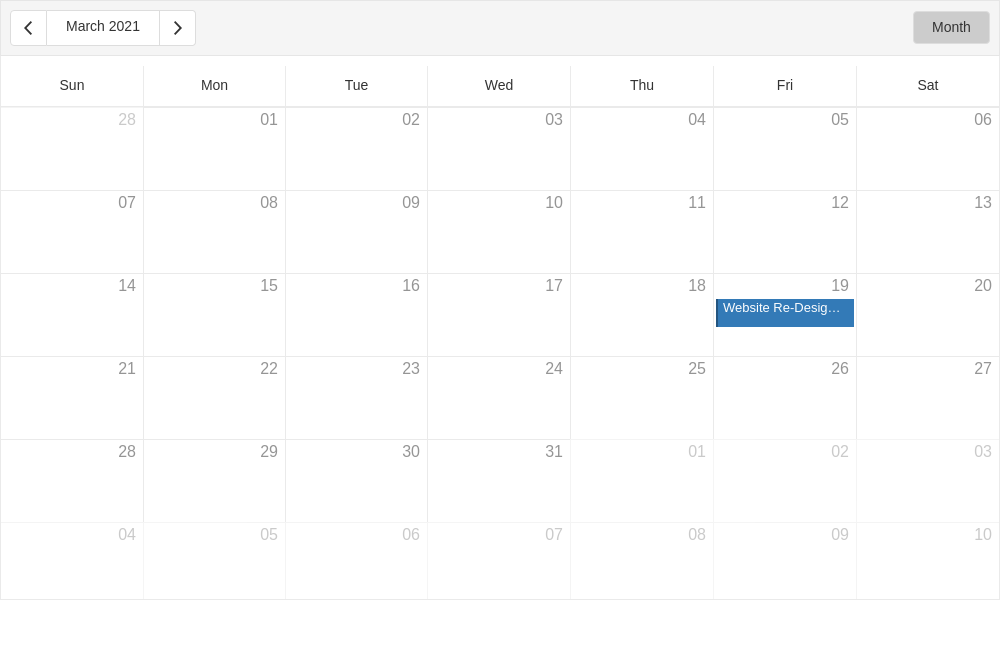 March 2021 Month
Sun Mon Tue Wed Thu Fri Sat
28 01 02 03 04 05 06
07 08 09 10 11 12 13
14 15 16 17 18 19 20
Website Re-Desig…
21 22 23 24 25 26 27
28 29 30 31 01 02 03
04 05 06 07 08 09 10